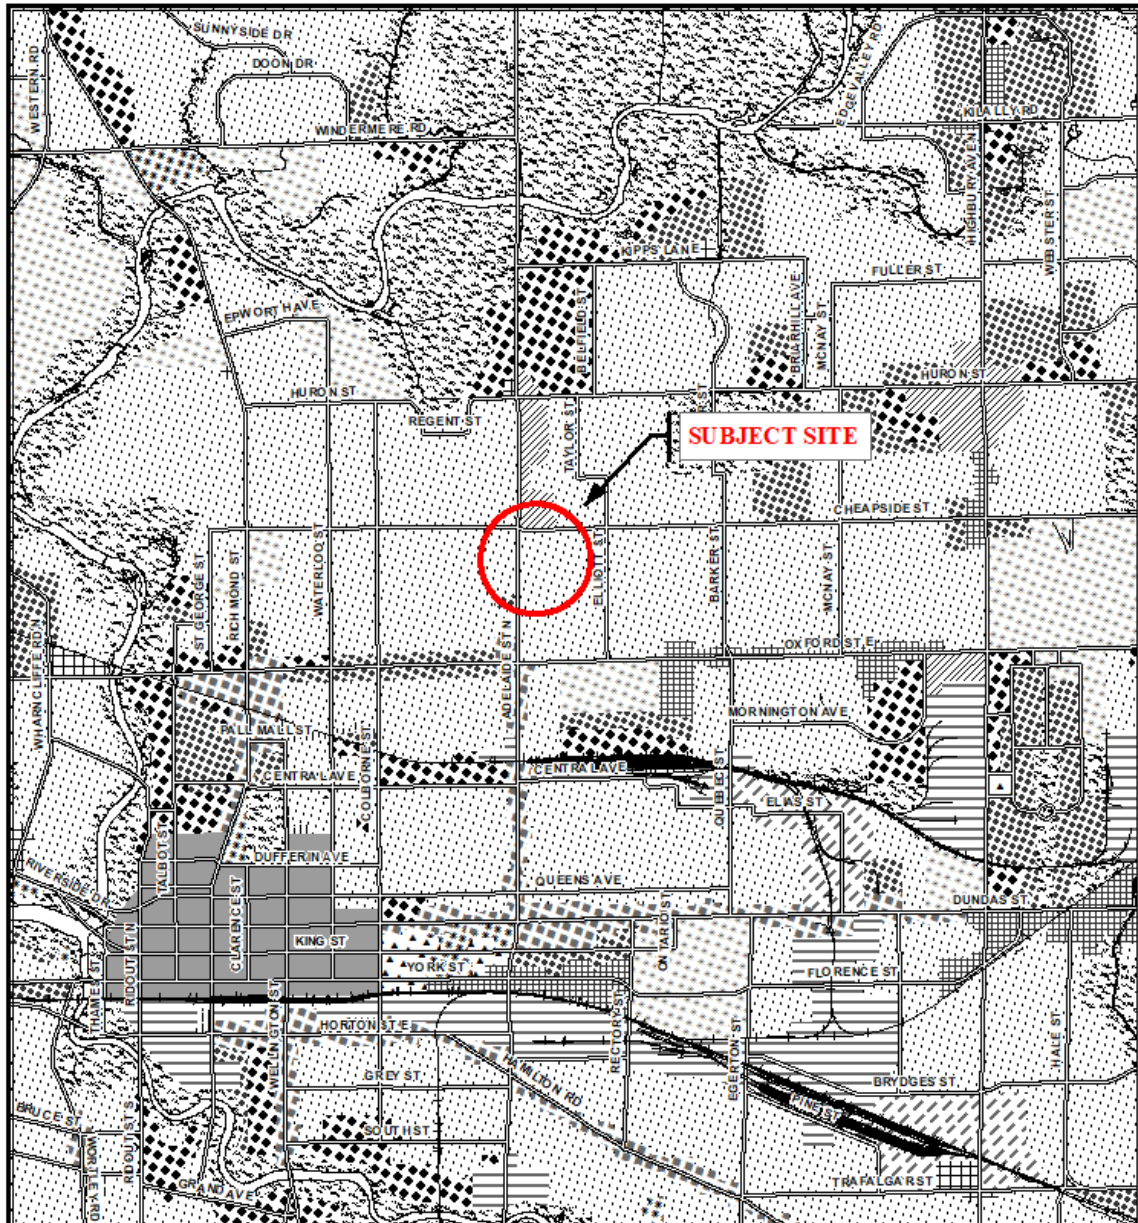 SUNNYSIDE DR
DOON DR
WESTERN RD
WINDERMERE RD
EDGEVALLEY RD
KILALLY RD
HIGHBURY AVE N
WEBSTER ST
KIPPS LANE
FULLER ST
EPWORTH AVE
BELFIELD ST
BRIARHILL AVE
MCNAY ST
HURON ST
HURON ST
REGENT ST
TAYLOR ST
R ST
SUBJECT SITE
CHEAPSIDE ST
ST GEORGE ST
RICHMOND ST
WATERLOO ST
ELLIOTT ST
BARKER ST
MCNAY ST
WHARNCLIFFE RD N
ADELAIDE ST N
OXFORD ST E
PALL MALL ST
MORNINGTON AVE
COLBORNE ST
CENTRAL AVE
CENTRAL AVE
QUEBEC ST
ELIAS ST
TALBOT ST
DUFFERIN AVE
RIVERSIDE DR
CLARENCE ST
QUEENS AVE
DUNDAS ST
ONTARIO ST
KING ST
YORK ST
FLORENCE ST
THAMES ST
RIDOUT ST N
WELLINGTON ST
HORTON ST E
RECTORY ST
EGERTON ST
HALE ST
GREY ST
HAMILTON RD
BRYDGES ST
PINE ST
BRUCE ST
WORTLEY RD
RIDOUT ST S
SOUTH ST
GRAND AVE
TRAFALGAR ST